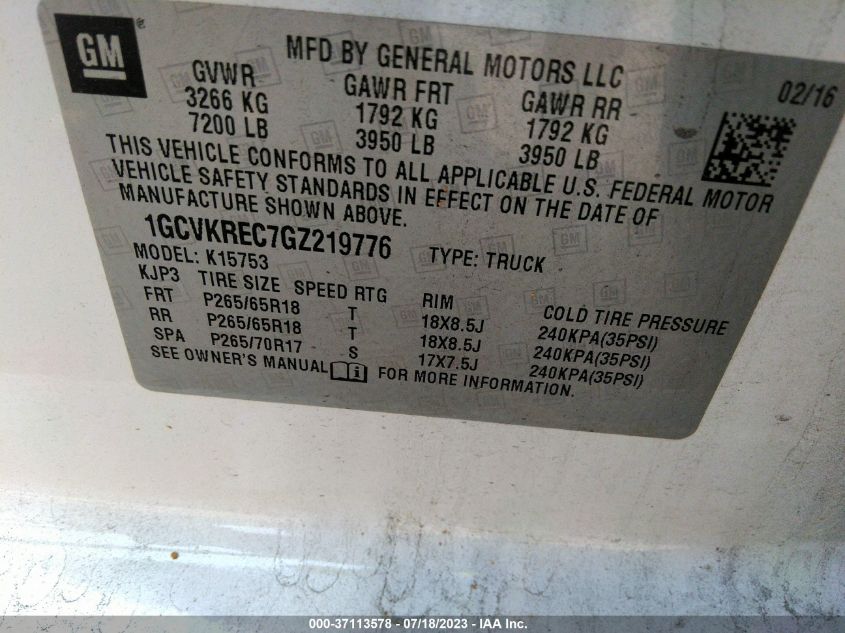 GM
MFD BY GENERAL MOTORS LLC
02/16
GVWR GAWR FRT GAWR RR
3266 KG 1792 KG 1792 KG
7200 LB 3950 LB 3950 LB
THIS VEHICLE CONFORMS TO ALL APPLICABLE U.S. FEDERAL MOTOR
VEHICLE SAFETY STANDARDS IN EFFECT ON THE DATE OF
MANUFACTURE SHOWN ABOVE.
1GCVKREC7GZ219776 TYPE: TRUCK
MODEL: K15753
KJP3 TIRE SIZE SPEED RTG RIM COLD TIRE PRESSURE
FRT P265/65R18 T 18X8.5J 240KPA(35PSI)
RR P265/65R18 T 18X8.5J 240KPA(35PSI)
SPA P265/70R17 S 17X7.5J 240KPA(35PSI)
SEE OWNER'S MANUAL FOR MORE INFORMATION.
000-37113578 - 07/18/2023 - IAA Inc.